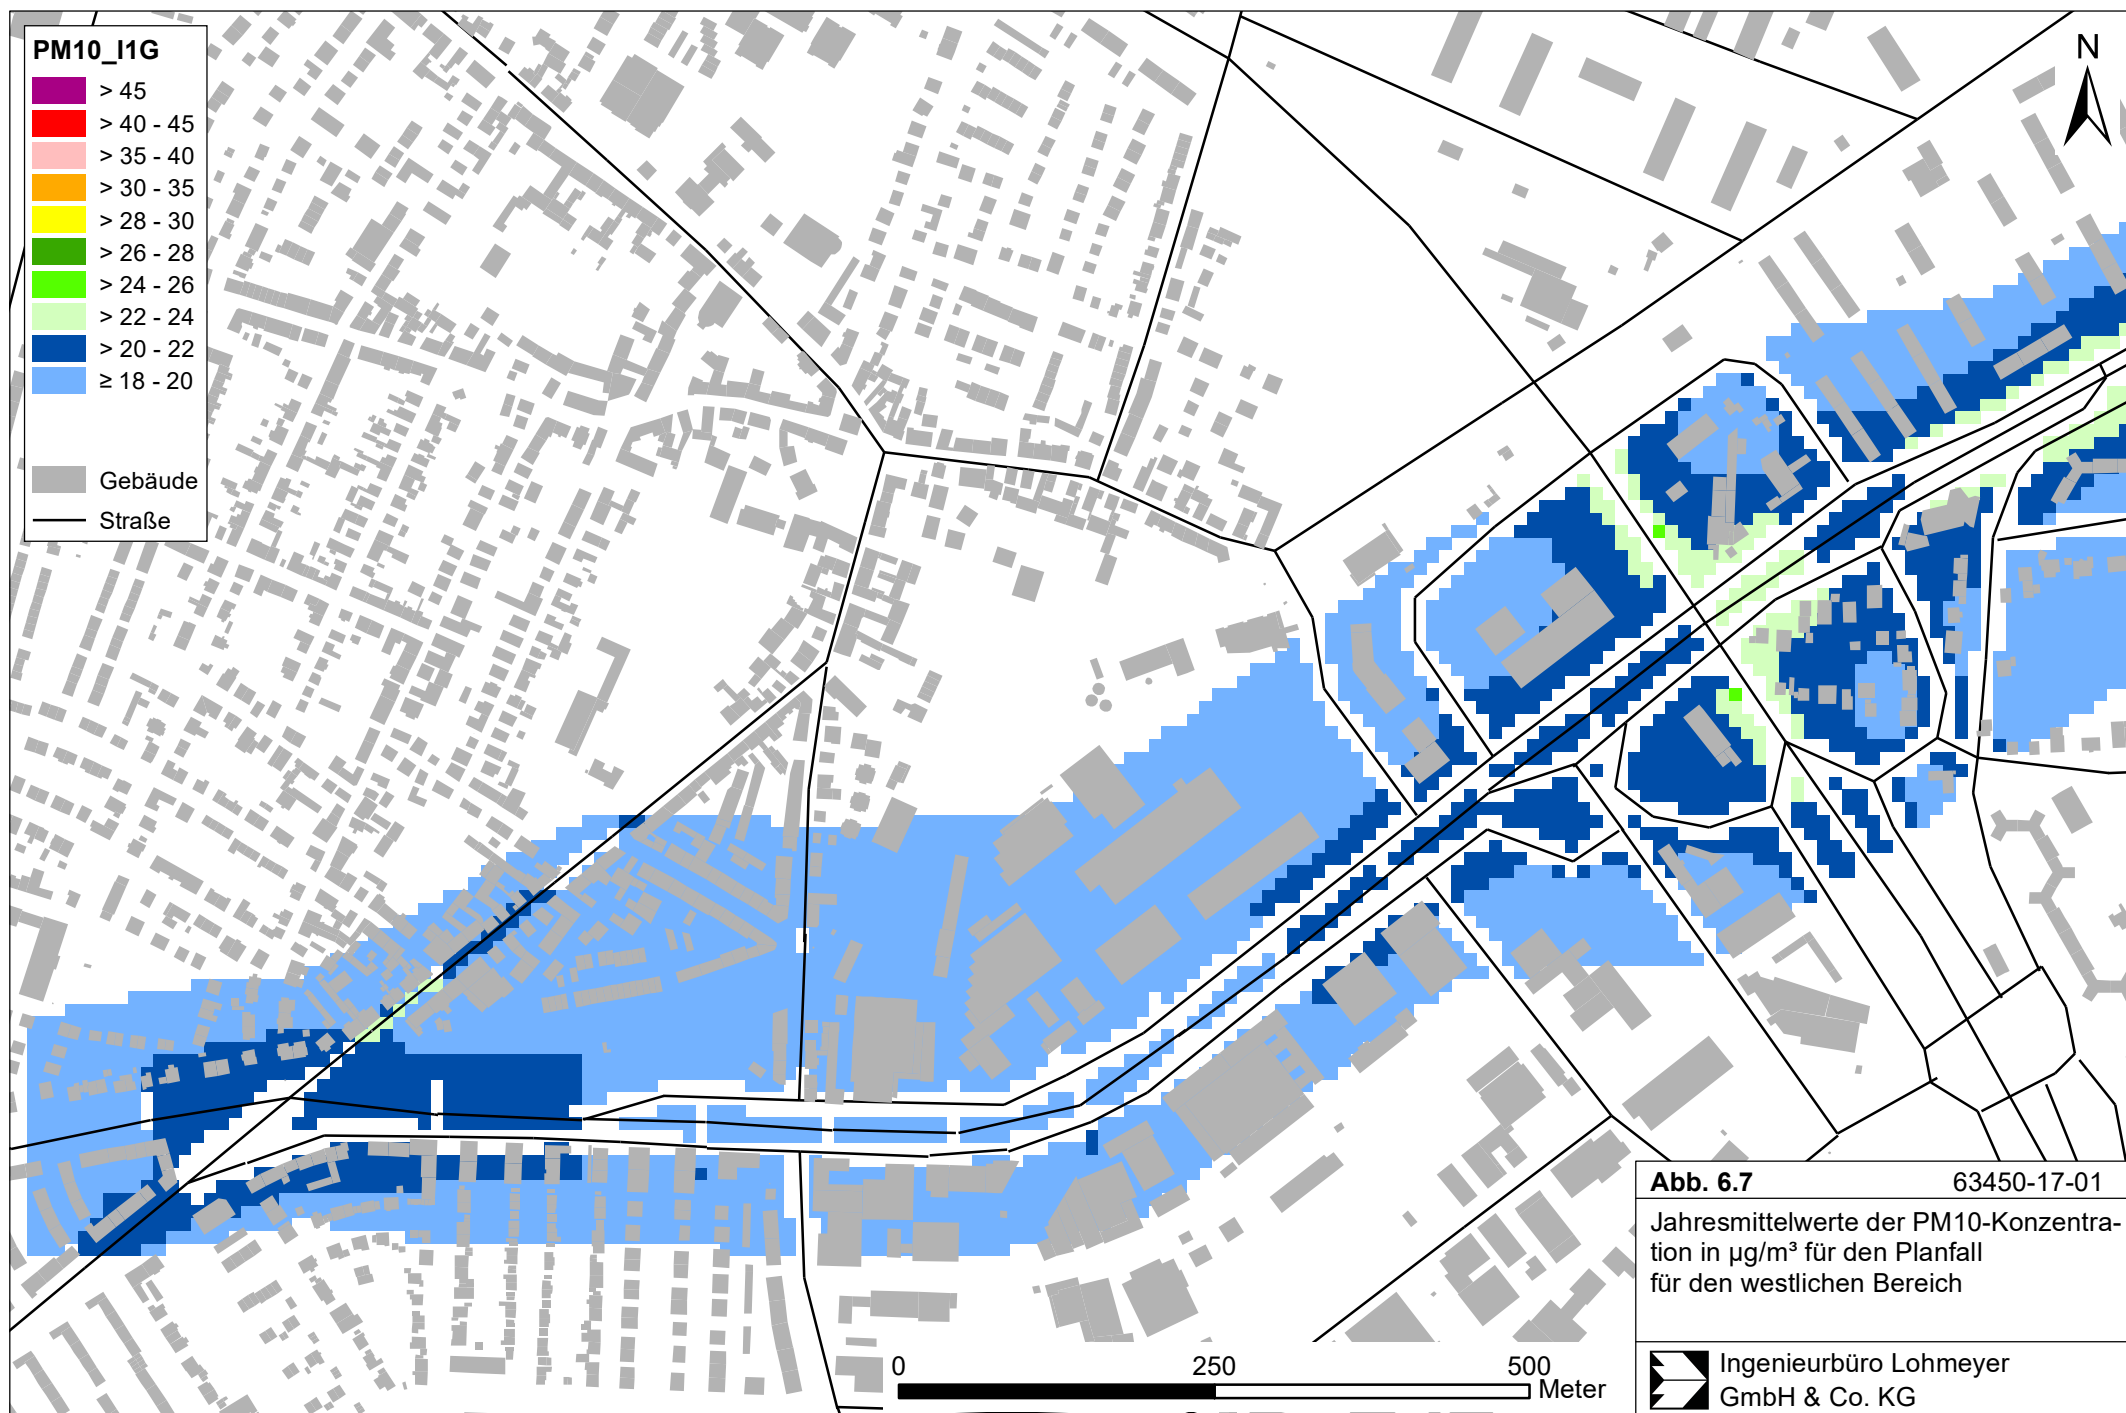 PM10_I1G
> 45
> 40 - 45
> 35 - 40
> 30 - 35
> 28 - 30
> 26 - 28
> 24 - 26
> 22 - 24
> 20 - 22
≥ 18 - 20
Gebäude
Straße
N
0 250 500
Meter
Abb. 6.7 63450-17-01
Jahresmittelwerte der PM10-Konzentra-
tion in µg/m³ für den Planfall
für den westlichen Bereich
Ingenieurbüro Lohmeyer
GmbH & Co. KG